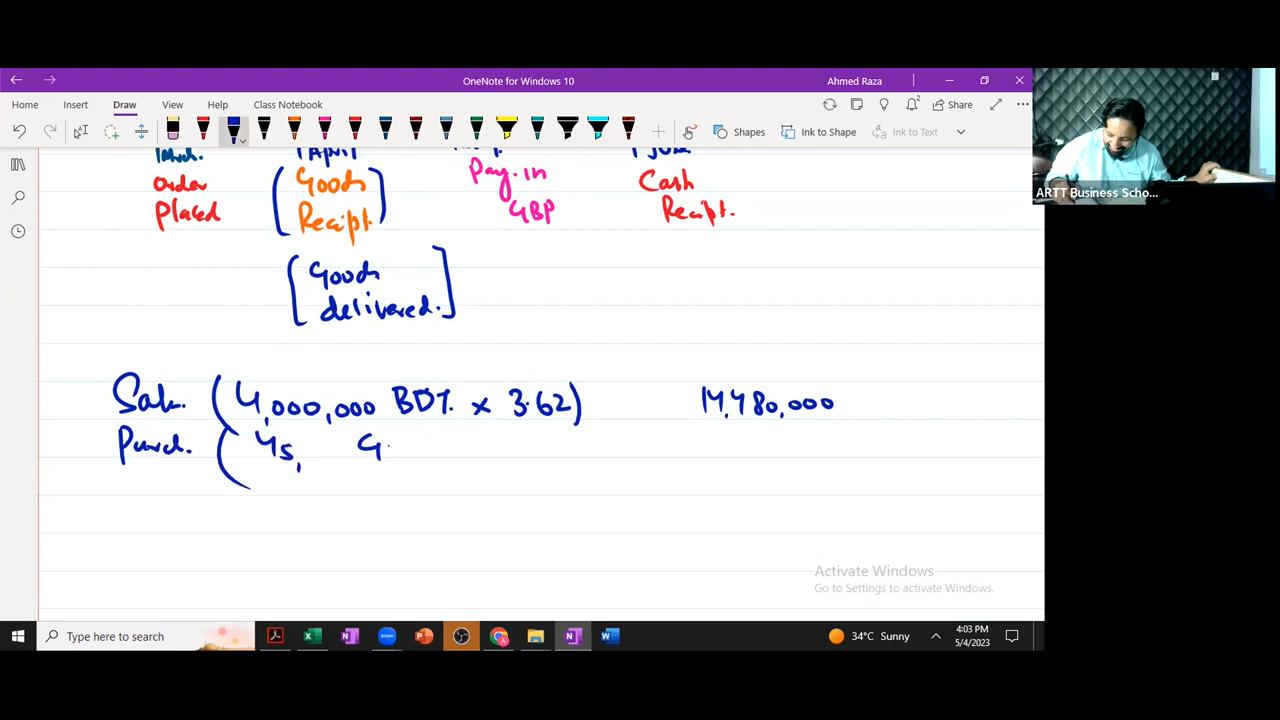 OneNote for Windows 10
Ahmed Raza
Home Insert Draw View Help Class Notebook
Share
Shapes Ink to Shape Ink to Text
ARTT Business Scho...
1 April
Order Goods Pay. in Cash
Placed Receipt. GBP Receipt.
Goods
delivered.
Sale. (4,000,000 BDT. x 3.62) 14,480,000
Purch. (45, G
Activate Windows
Go to Settings to activate Windows.
Type here to search
34°C Sunny
4:03 PM
5/4/2023